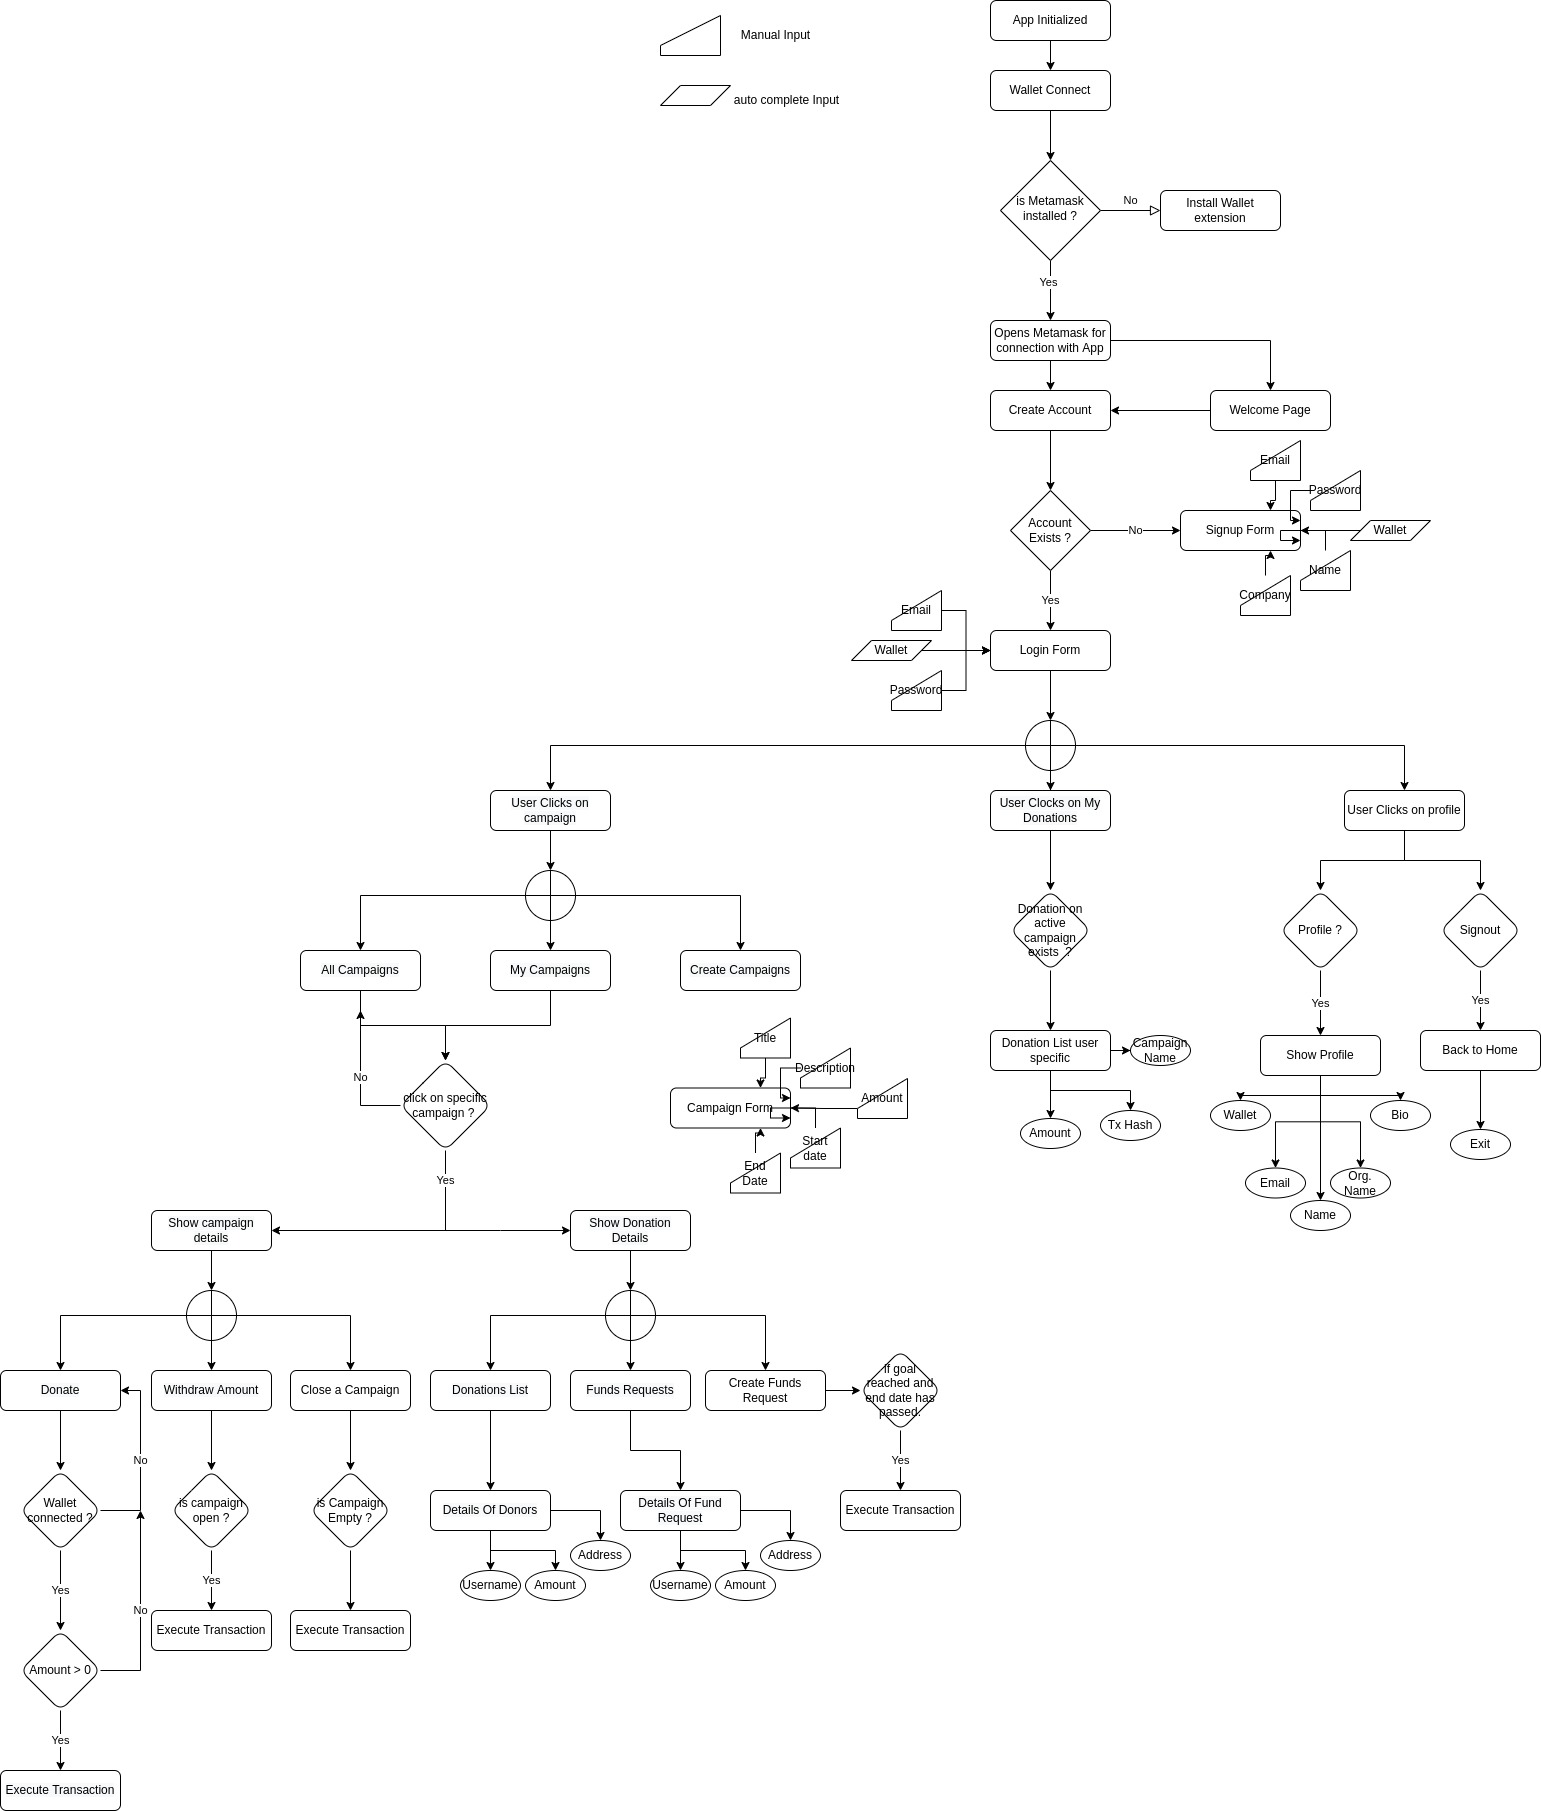 App Initialized
Manual Input
Wallet Connect
auto complete Input
is Metamask
installed ?
No
Install Wallet
extension
Yes
Opens Metamask for
connection with App
Create Account
Welcome Page
Email
Password
Account
Exists ?
No
Signup Form
Wallet
Name
Company
Yes
Email
Wallet
Login Form
Password
User Clicks on
campaign
User Clocks on My
Donations
User Clicks on profile
Donation on
active
campaign
exists ?
Profile ?
Signout
All Campaigns
My Campaigns
Create Campaigns
Yes
Yes
Title
Description
Donation List user
specific
Campaign
Name
Show Profile
Back to Home
No
click on specific
campaign ?
Campaign Form
Amount
Start
date
End
Date
Amount
Tx Hash
Wallet
Bio
Exit
Yes
Email
Org.
Name
Name
Show campaign
details
Show Donation
Details
Donate
Withdraw Amount
Close a Campaign
Donations List
Funds Requests
Create Funds
Request
If goal
reached and
end date has
passed.
No
Yes
Wallet
connected ?
is campaign
open ?
is Campaign
Empty ?
Details Of Donors
Details Of Fund
Request
Execute Transaction
Address
Address
Yes
Yes
Username
Amount
Username
Amount
No
Execute Transaction
Execute Transaction
Amount > 0
Yes
Execute Transaction